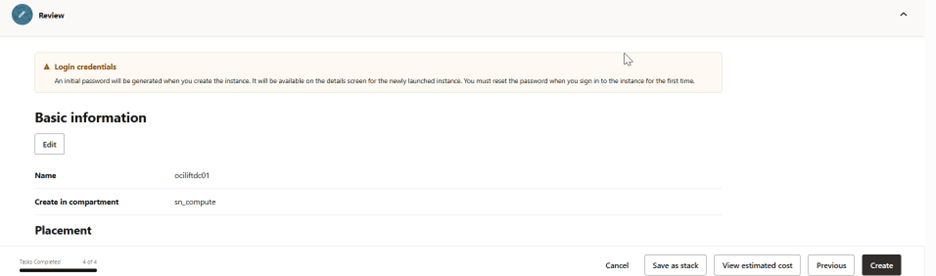 Review
Login credentials
An initial password will be generated when you create the instance. It will be available on the details screen for the newly launched instance. You must reset the password when you sign in to the instance for the first time.
Basic information
Edit
Name ociliftdc01
Create in compartment sn_compute
Placement
Tasks Completed 4 of 4
Cancel Save as stack View estimated cost Previous Create